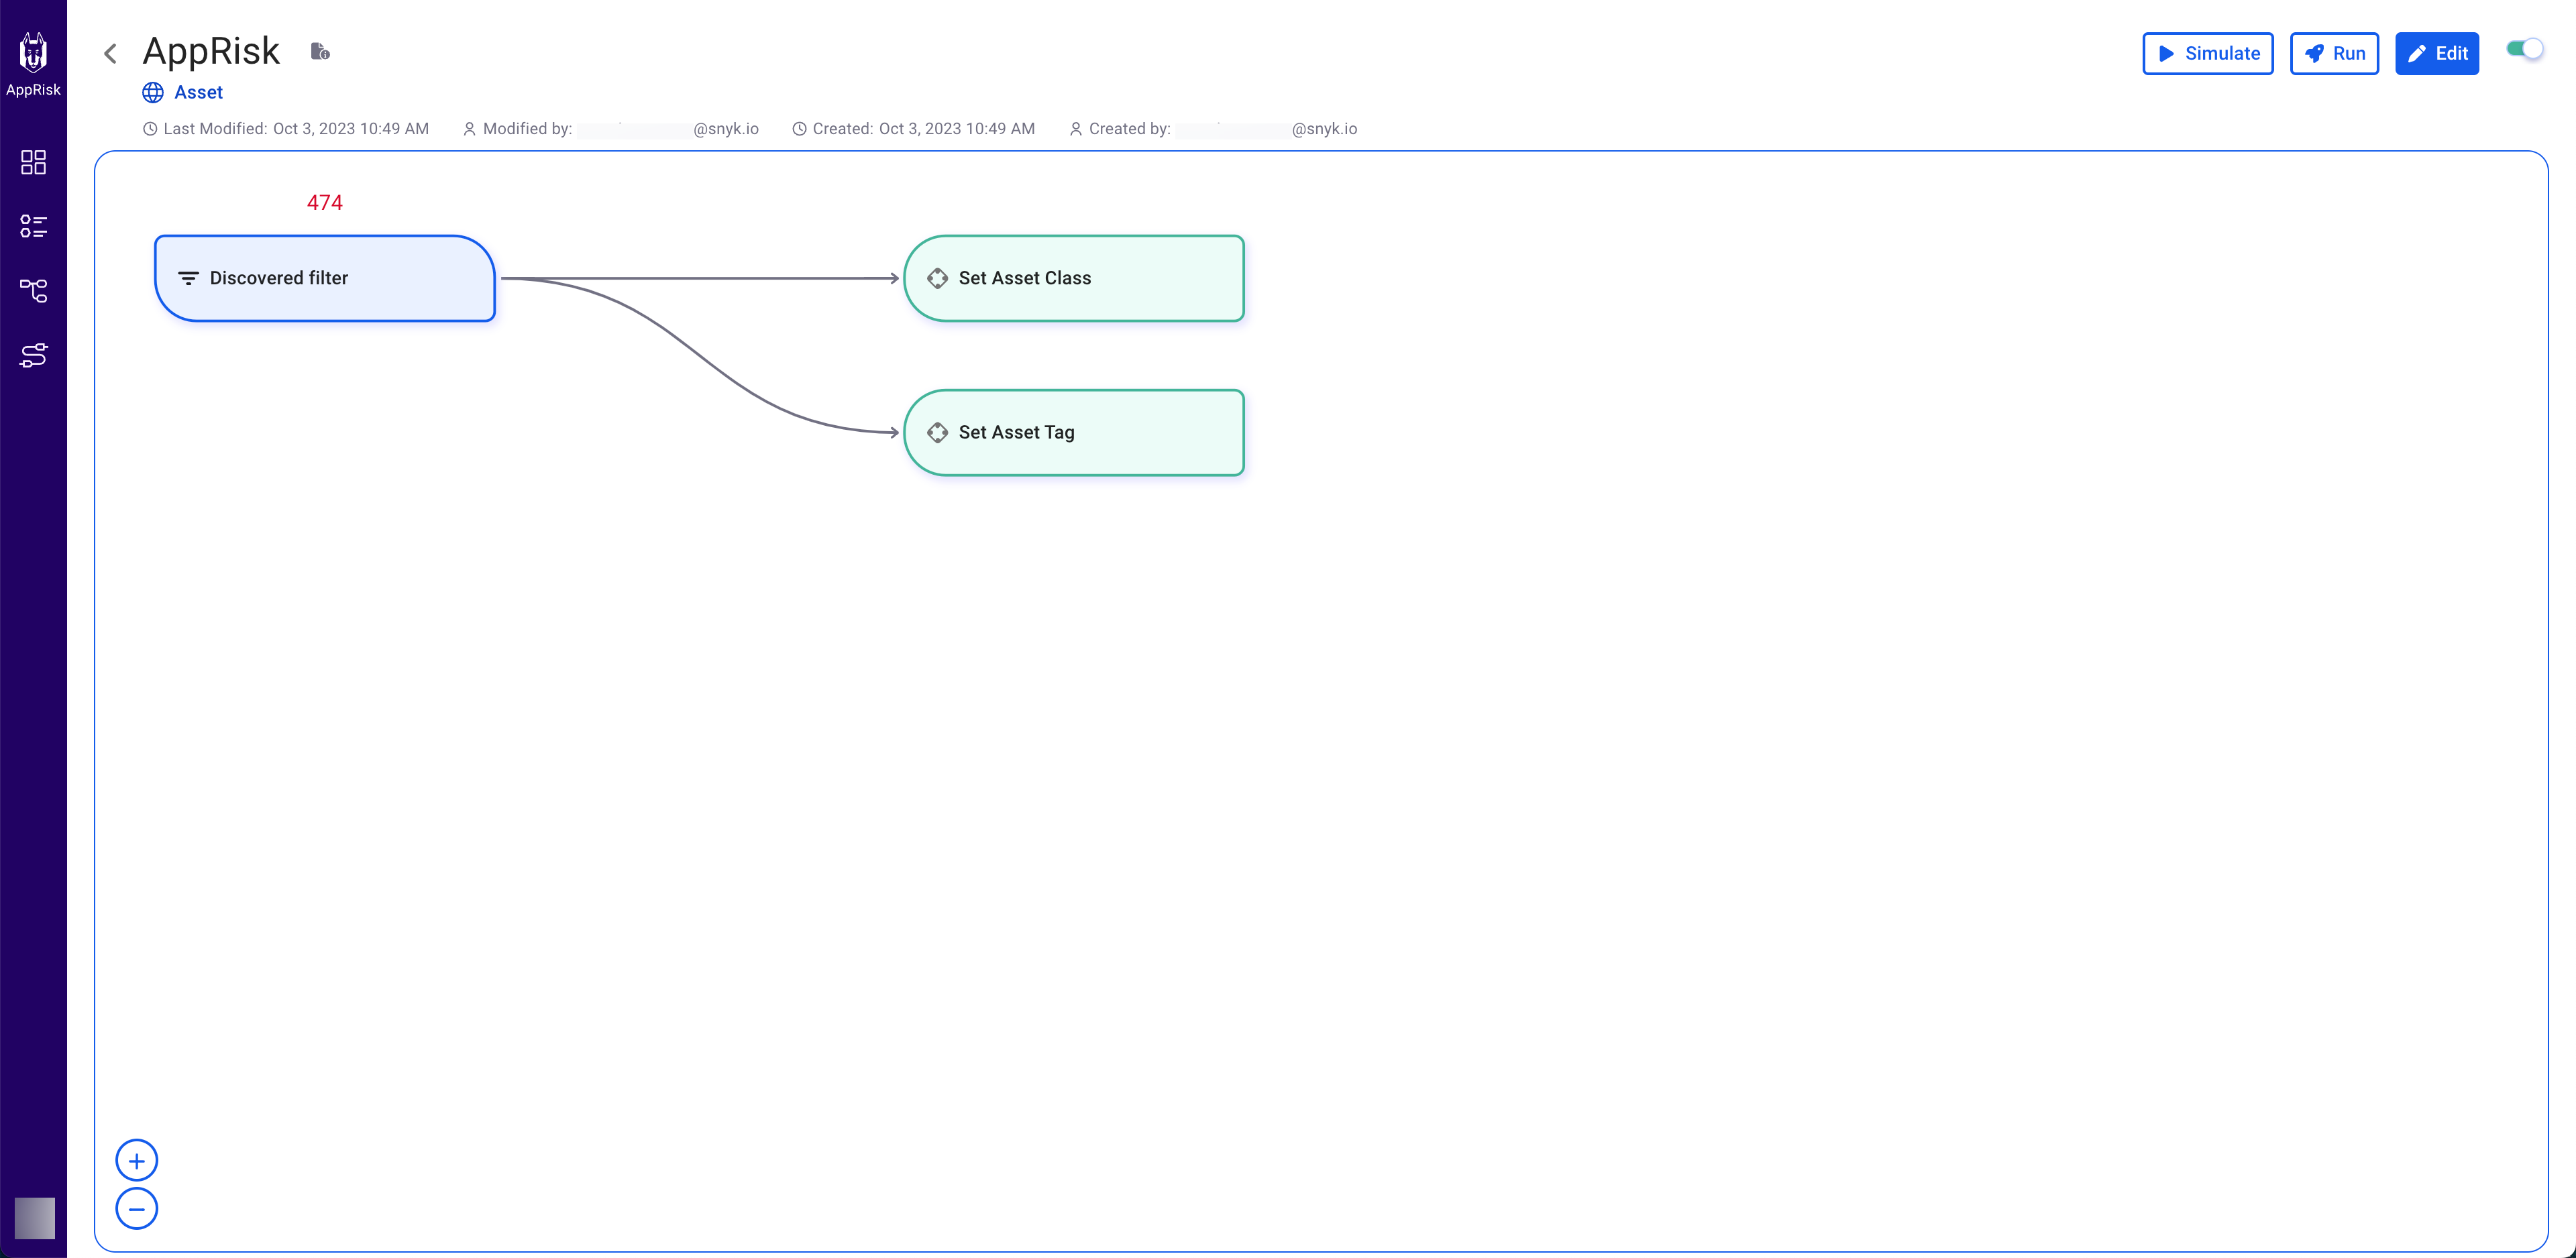 AppRisk
AppRisk
Simulate
Run
Edit
Asset
Last Modified: Oct 3, 2023 10:49 AM
Modified by: @snyk.io
Created: Oct 3, 2023 10:49 AM
Created by: @snyk.io
474
Discovered filter
Set Asset Class
Set Asset Tag